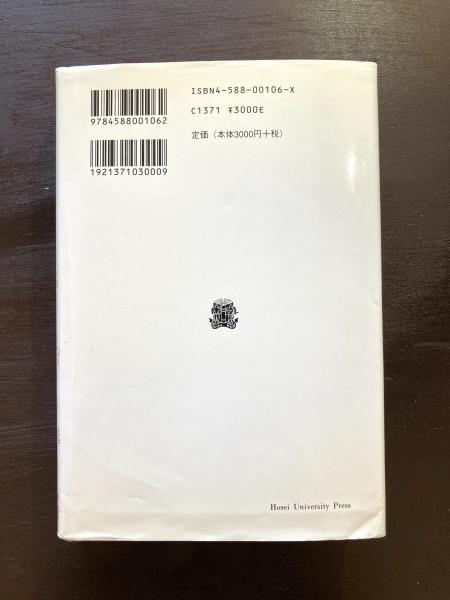 ISBN4-588-00106-X
C1371 ¥3000E
定価（本体3000円+税）
9784588001062
1921371030009
Hosei University Press